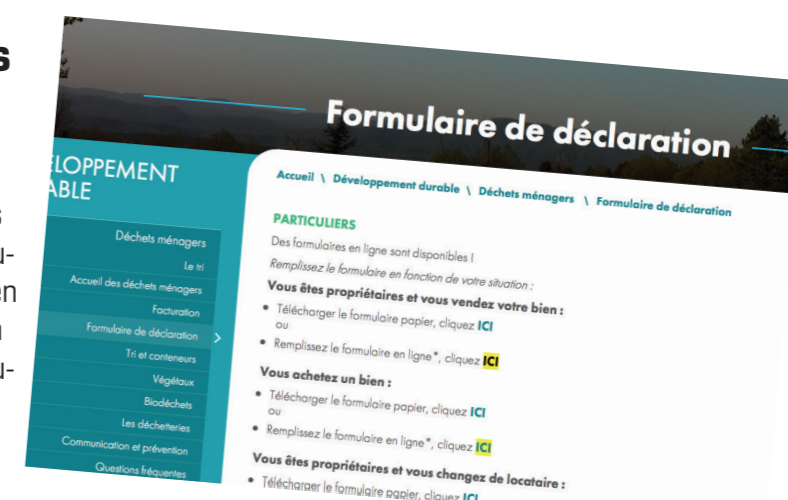 s
s
u-
en
u-
Formulaire de déclaration
ELOPPEMENT
ABLE
Déchets ménagers
Le tri
Accueil des déchets ménagers
Facturation
Formulaire de déclaration
Tri et conteneurs
Végétaux
Biodéchets
Les déchetteries
Communication et prévention
Questions fréquentes
Accueil \ Développement durable \ Déchets ménagers \ Formulaire de déclaration
PARTICULIERS
Des formulaires en ligne sont disponibles !
Remplissez le formulaire en fonction de votre situation :
Vous êtes propriétaires et vous vendez votre bien :
• Télécharger le formulaire papier, cliquez ICI
ou
• Remplissez le formulaire en ligne*, cliquez ICI
Vous achetez un bien :
• Télécharger le formulaire papier, cliquez ICI
ou
• Remplissez le formulaire en ligne*, cliquez ICI
Vous êtes propriétaires et vous changez de locataire :
• Télécharger le formulaire papier, cliquez ICI